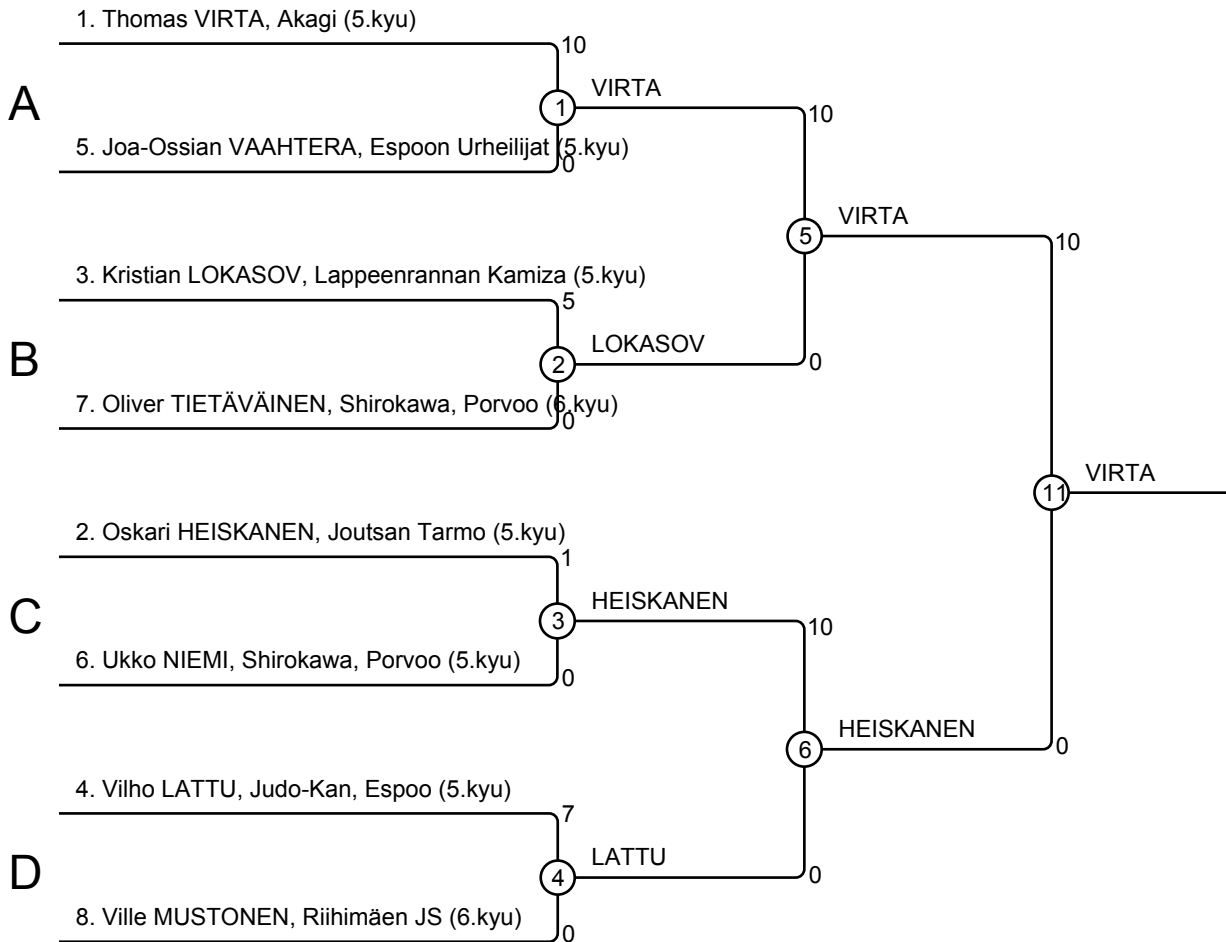 1. Thomas VIRTA, Akagi (5.kyu)
10
A
1
VIRTA
10
5. Joa-Ossian VAAHTERA, Espoon Urheilijat (5.kyu)
0
5
VIRTA
10
3. Kristian LOKASOV, Lappeenrannan Kamiza (5.kyu)
5
B
2
LOKASOV
0
7. Oliver TIETÄVÄINEN, Shirokawa, Porvoo (6.kyu)
0
11
VIRTA
2. Oskari HEISKANEN, Joutsan Tarmo (5.kyu)
1
C
3
HEISKANEN
10
6. Ukko NIEMI, Shirokawa, Porvoo (5.kyu)
0
6
HEISKANEN
0
4. Vilho LATTU, Judo-Kan, Espoo (5.kyu)
7
D
4
LATTU
0
8. Ville MUSTONEN, Riihimäen JS (6.kyu)
0